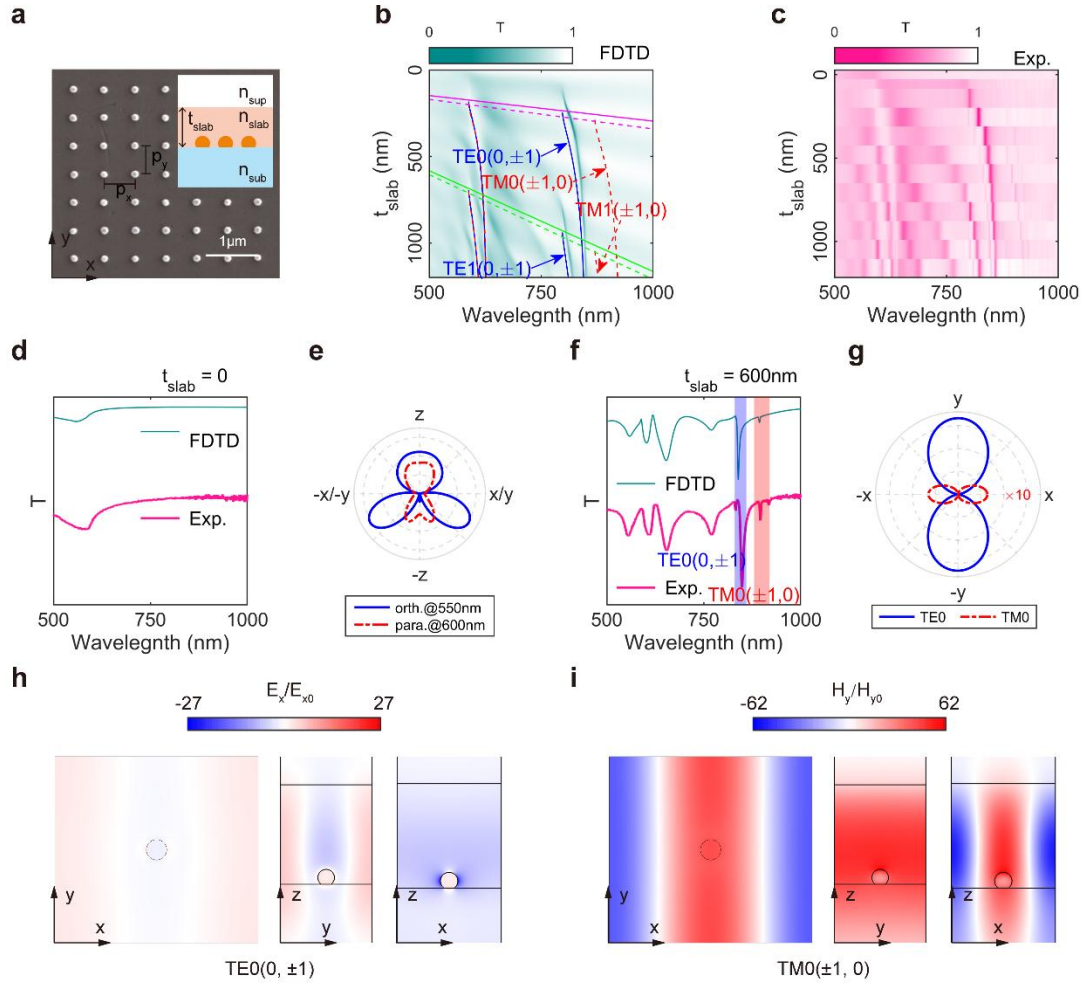 a
n_sup
t_slab
n_slab
n_sub
p_y
p_x
y
x
1μm
b
0 T 1
FDTD
0
500
1000
t_slab (nm)
TE0(0,±1)
TM0(±1,0)
TM1(±1,0)
TE1(0,±1)
500 750 1000
Wavelegnth (nm)
c
0 T 1
Exp.
0
500
1000
t_slab (nm)
500 750 1000
Wavelegnth (nm)
d
t_slab = 0
FDTD
Exp.
T
500 750 1000
Wavelegnth (nm)
e
z
-x/-y
x/y
-z
orth.@550nm
para.@600nm
f
t_slab = 600nm
FDTD
TE0(0,±1)
Exp.
TM0(±1,0)
T
500 750 1000
Wavelegnth (nm)
g
y
-x
×10
x
-y
TE0 TM0
h
E_x/E_x0
-27 27
y
x
z
y
z
x
TE0(0, ±1)
i
H_y/H_y0
-62 62
y
x
z
y
z
x
TM0(±1, 0)